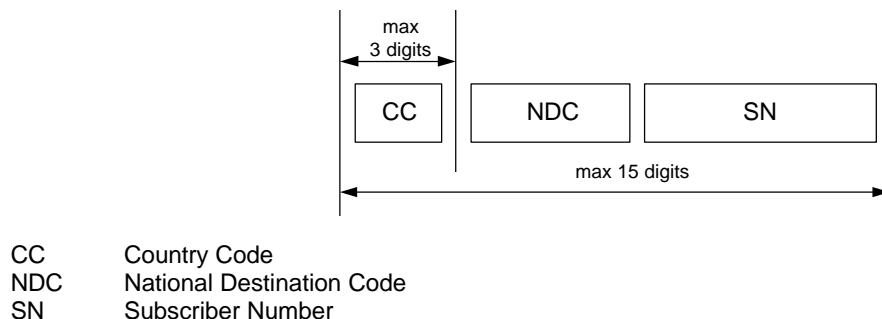 max
3 digits
CC NDC SN
max 15 digits
CC Country Code
NDC National Destination Code
SN Subscriber Number